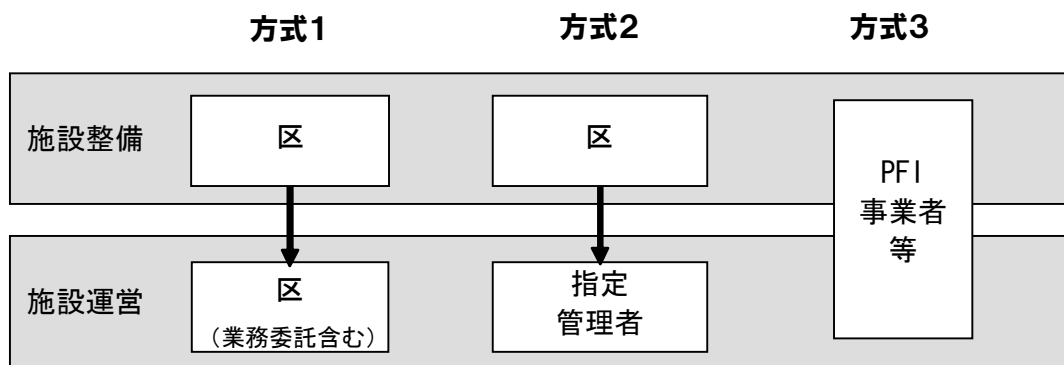 方式1
方式2
方式3
施設整備
区
区
PFI
事業者
等
施設運営
区
（業務委託含む）
指定
管理者